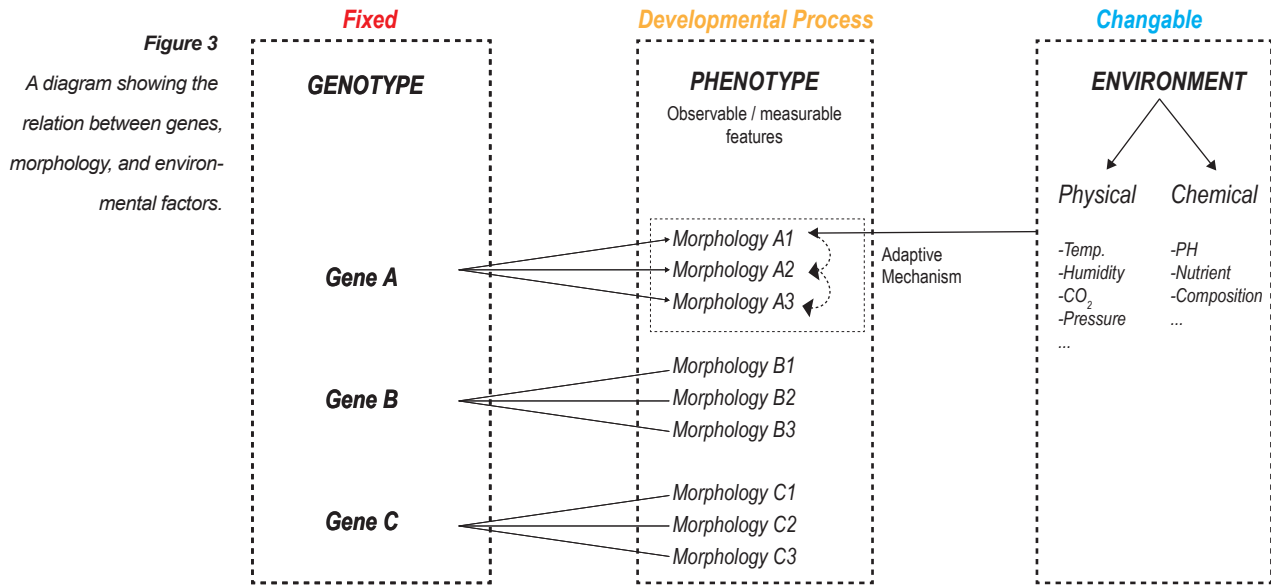 Fixed
Developmental Process
Changable
Figure 3
A diagram showing the
relation between genes,
morphology, and environ-
mental factors.
GENOTYPE
Gene A
Gene B
Gene C
PHENOTYPE
Observable / measurable
features
Morphology A1
Morphology A2
Morphology A3
Morphology B1
Morphology B2
Morphology B3
Morphology C1
Morphology C2
Morphology C3
Adaptive
Mechanism
ENVIRONMENT
Physical
-Temp.
-Humidity
-CO₂
-Pressure
...
Chemical
-PH
-Nutrient
-Composition
...